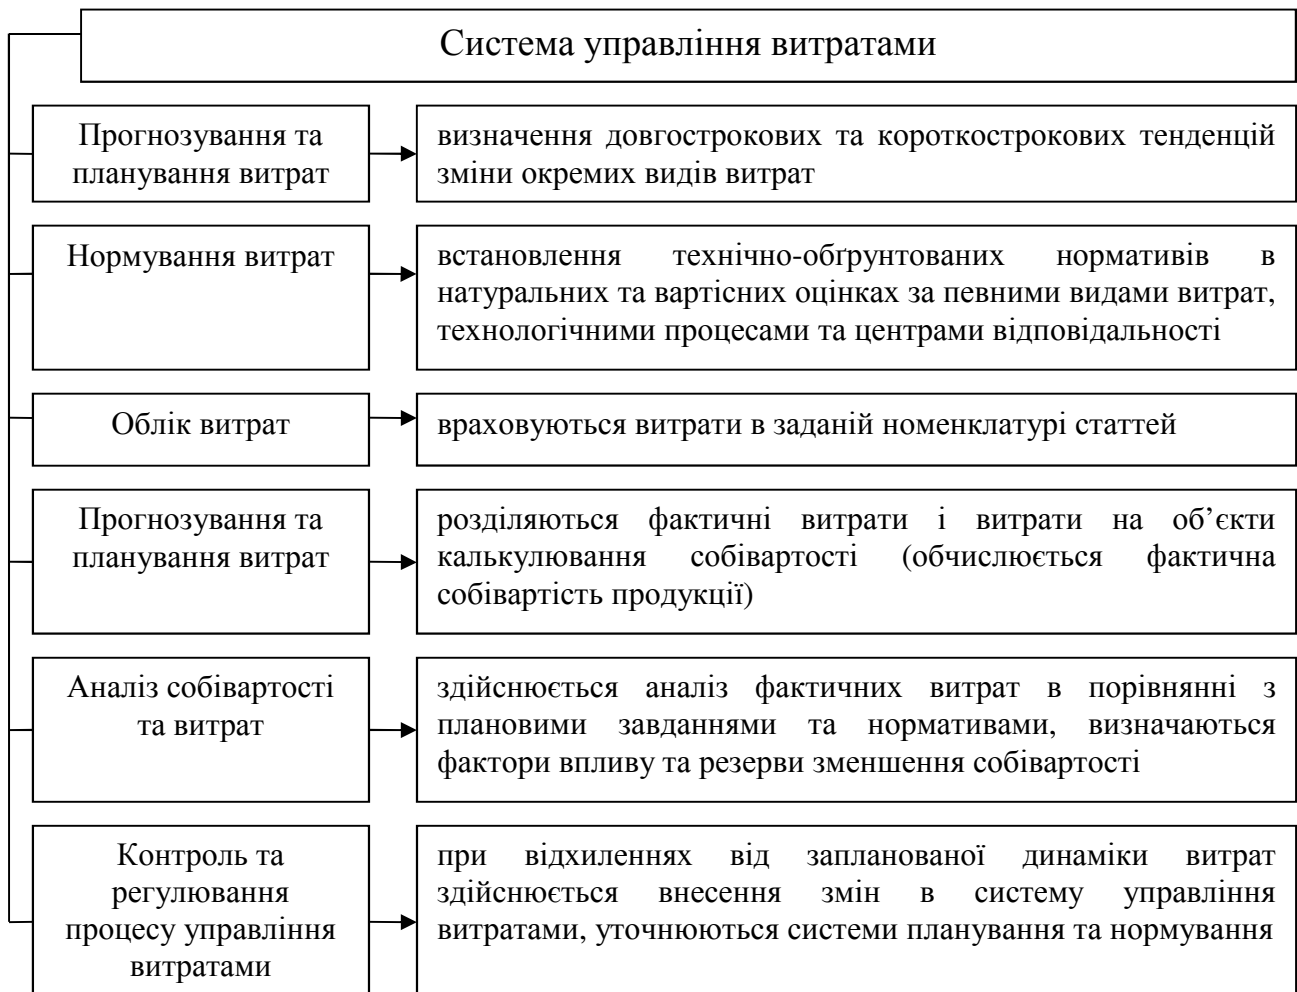 Система управління витратами
Прогнозування та
планування витрат
визначення довгострокових та короткострокових тенденцій
зміни окремих видів витрат
Нормування витрат
встановлення технічно-обґрунтованих нормативів в
натуральних та вартісних оцінках за певними видами витрат,
технологічними процесами та центрами відповідальності
Облік витрат
враховуються витрати в заданій номенклатурі статтей
Прогнозування та
планування витрат
розділяються фактичні витрати і витрати на об’єкти
калькулювання собівартості (обчислюється фактична
собівартість продукції)
Аналіз собівартості
та витрат
здійснюється аналіз фактичних витрат в порівнянні з
плановими завданнями та нормативами, визначаються
фактори впливу та резерви зменшення собівартості
Контроль та
регулювання
процесу управління
витратами
при відхиленнях від запланованої динаміки витрат
здійснюється внесення змін в систему управління
витратами, уточнюються системи планування та нормування